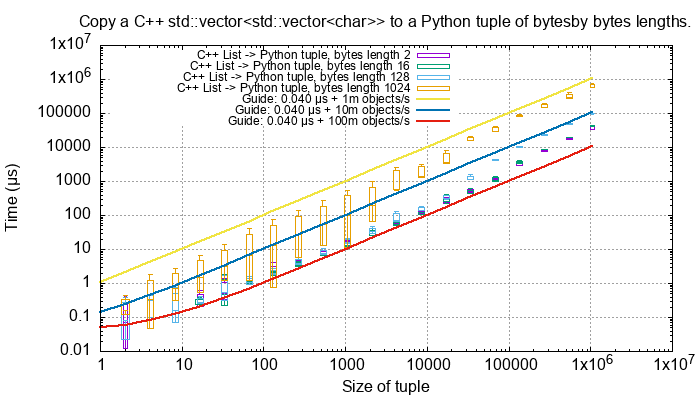 Copy a C++ std::vector<std::vector<char>> to a Python tuple of bytesby bytes lengths.
1x10⁷
1x10⁶
100000
10000
1000
100
10
1
0.1
0.01
Time (µs)
C++ List -> Python tuple, bytes length 2
C++ List -> Python tuple, bytes length 16
C++ List -> Python tuple, bytes length 128
C++ List -> Python tuple, bytes length 1024
Guide: 0.040 µs + 1m objects/s
Guide: 0.040 µs + 10m objects/s
Guide: 0.040 µs + 100m objects/s
1 10 100 1000 10000 100000 1x10⁶ 1x10⁷
Size of tuple